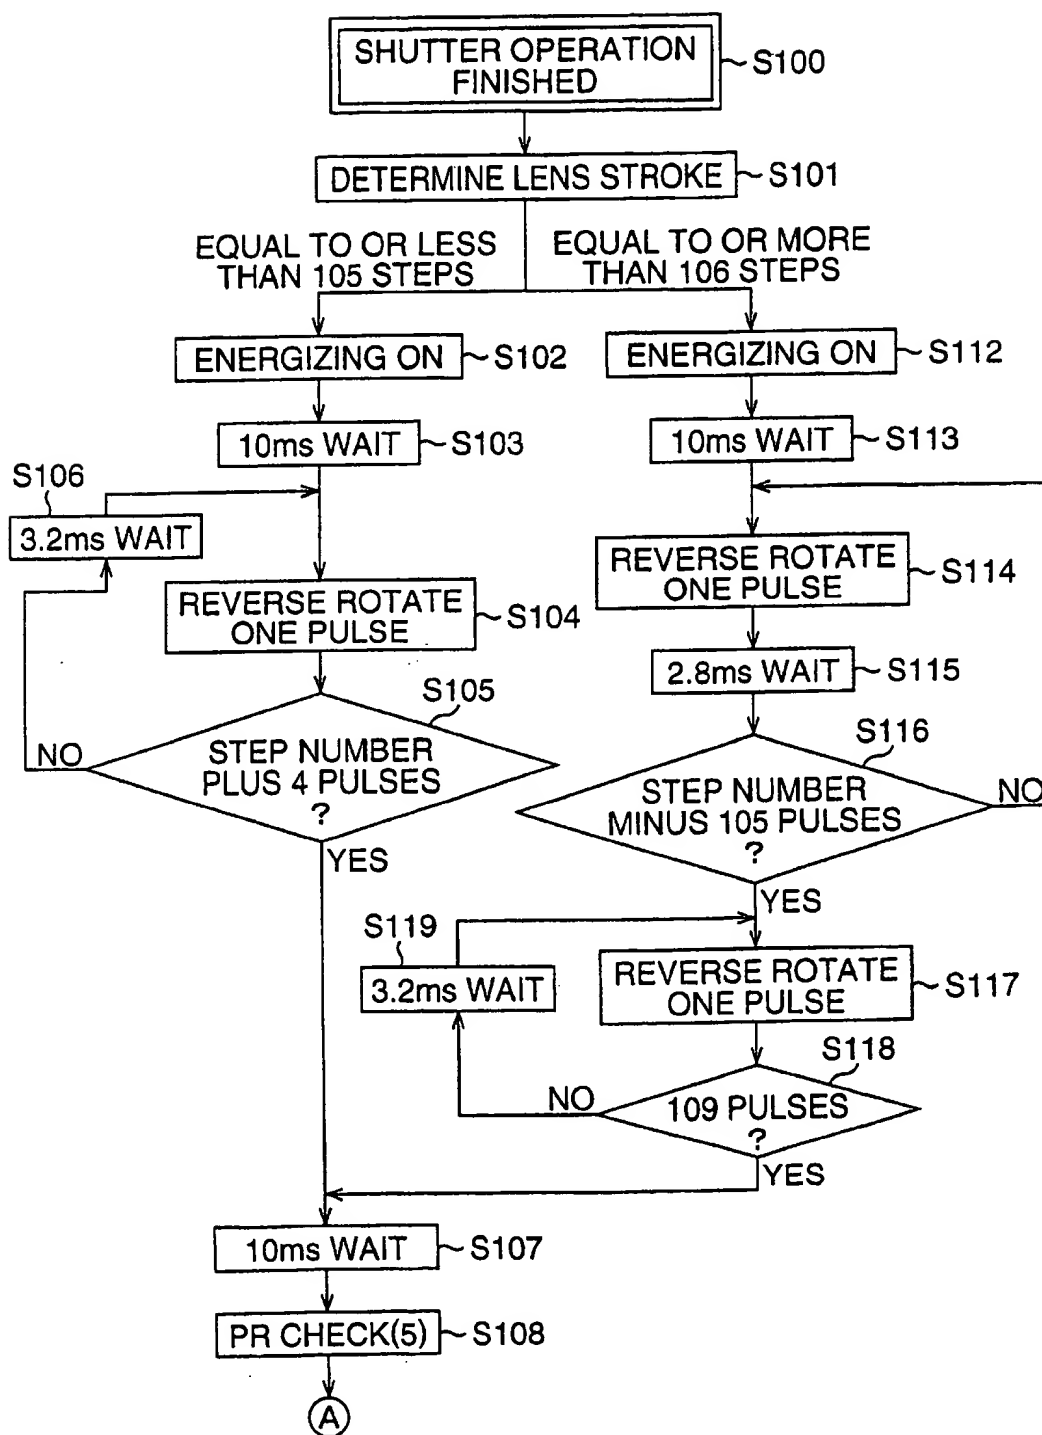 SHUTTER OPERATION
FINISHED
S100
DETERMINE LENS STROKE
S101
EQUAL TO OR LESS
THAN 105 STEPS
EQUAL TO OR MORE
THAN 106 STEPS
ENERGIZING ON
S102
ENERGIZING ON
S112
10ms WAIT
S103
10ms WAIT
S113
S106
3.2ms WAIT
REVERSE ROTATE
ONE PULSE
S104
REVERSE ROTATE
ONE PULSE
S114
2.8ms WAIT
S115
S105
STEP NUMBER
PLUS 4 PULSES
?
NO
YES
S116
STEP NUMBER
MINUS 105 PULSES
?
NO
YES
S119
3.2ms WAIT
REVERSE ROTATE
ONE PULSE
S117
S118
109 PULSES
?
NO
YES
10ms WAIT
S107
PR CHECK(5)
S108
A